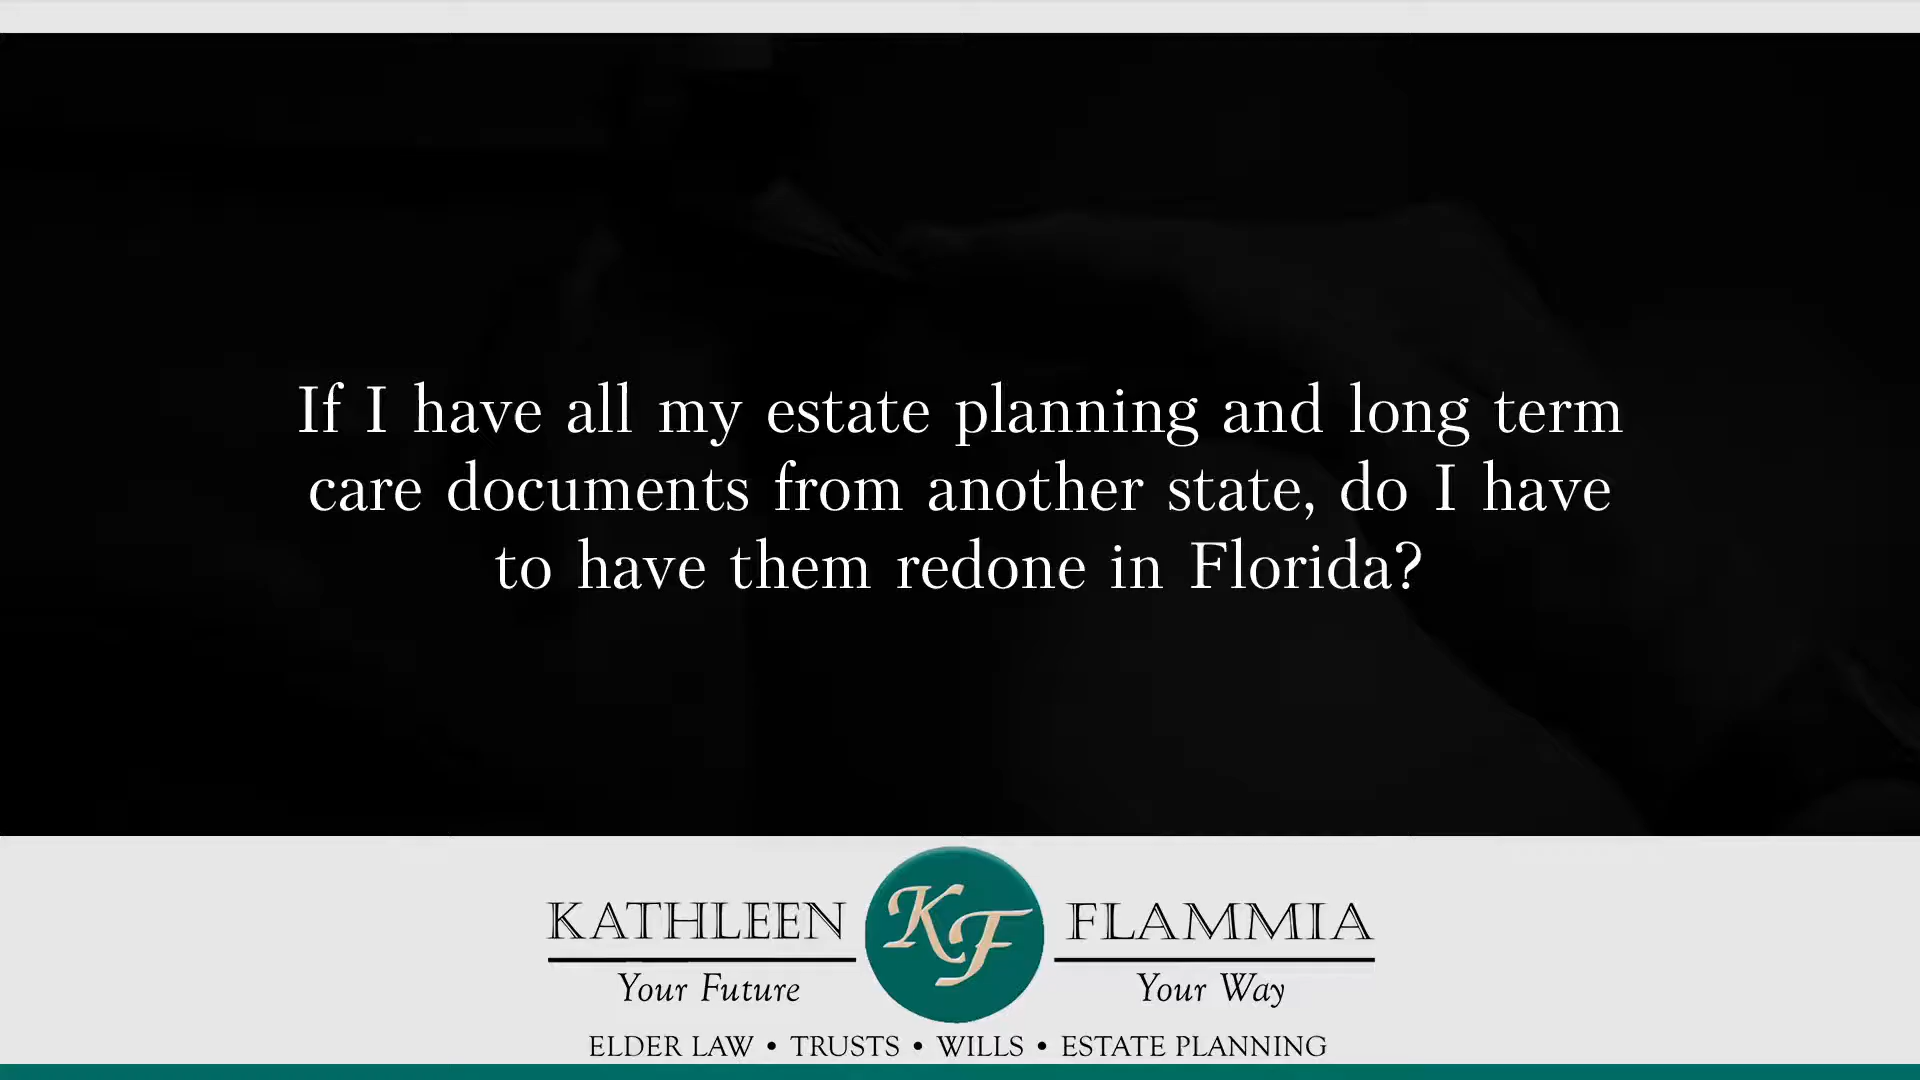 If I have all my estate planning and long term
care documents from another state, do I have
to have them redone in Florida?
KATHLEEN KF FLAMMIA
Your Future Your Way
ELDER LAW • TRUSTS • WILLS • ESTATE PLANNING